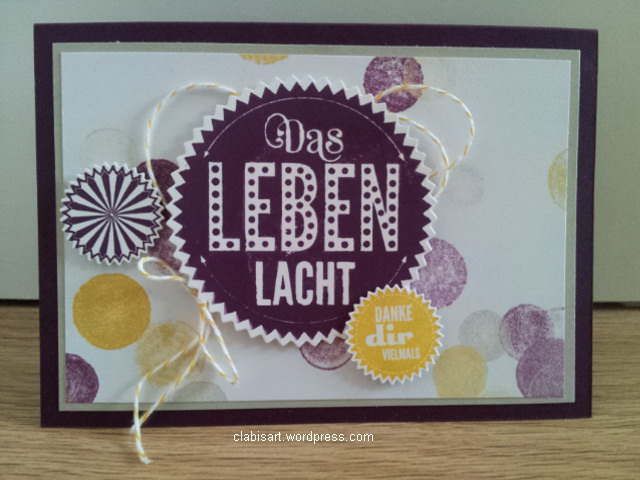 Das
LEBEN
LACHT
DANKE
dir
VIELMALS
clabisart.wordpress.com